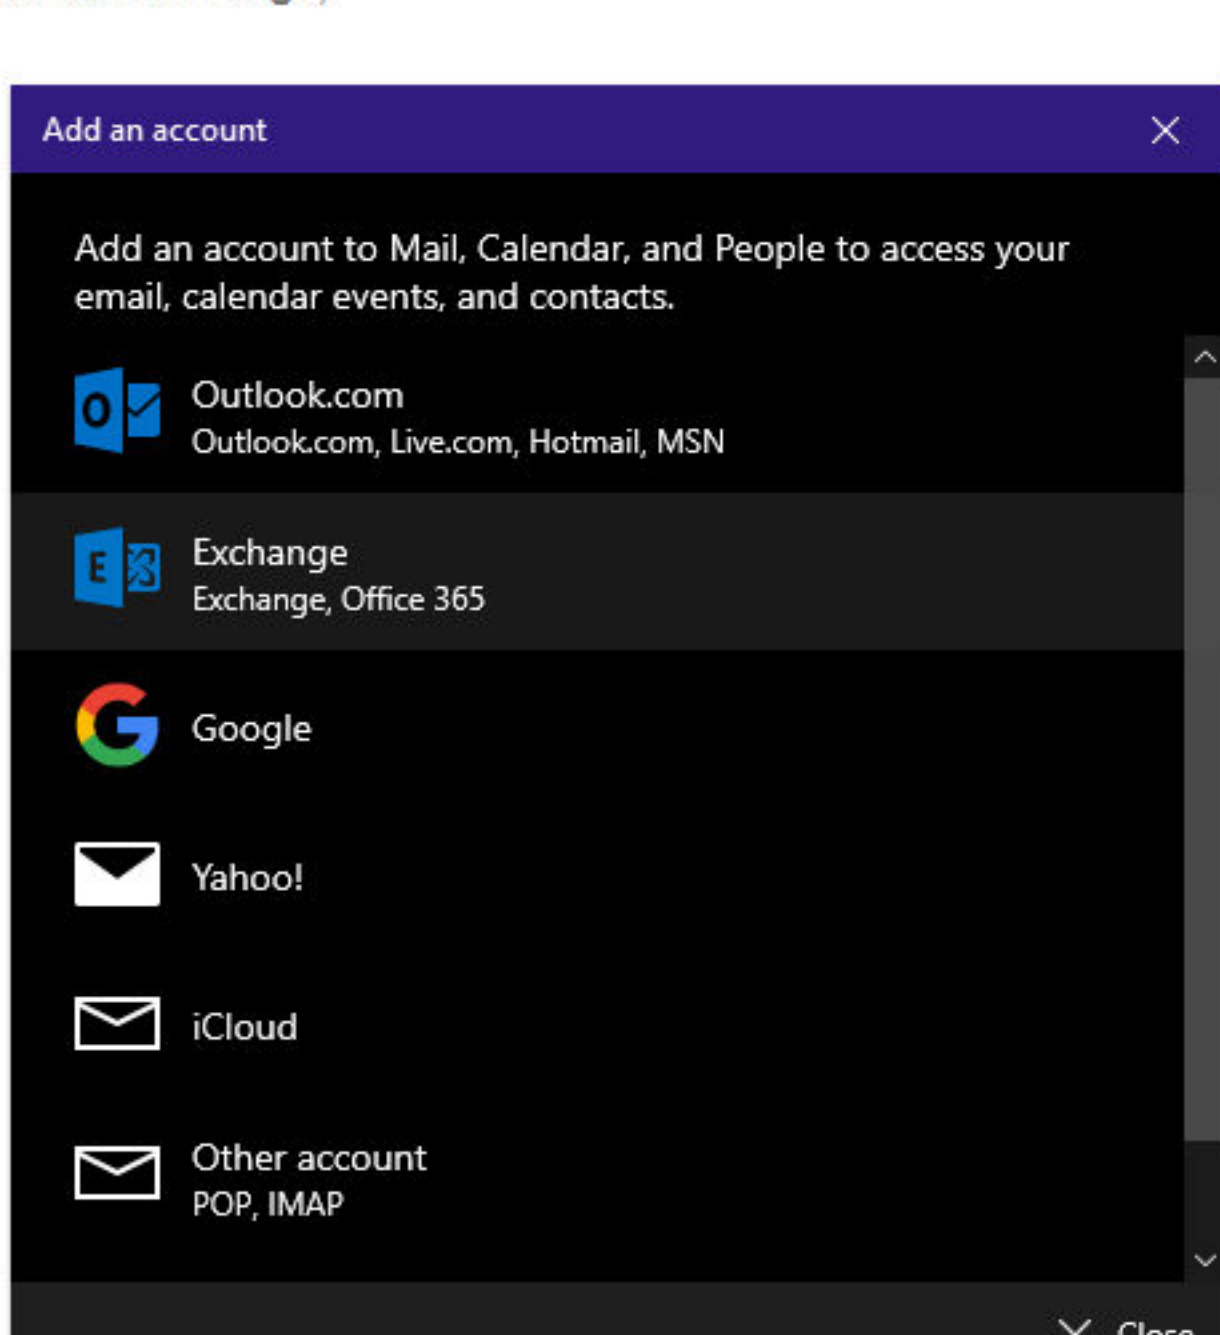 Add an account
Add an account to Mail, Calendar, and People to access your
email, calendar events, and contacts.
O
Outlook.com
Outlook.com, Live.com, Hotmail, MSN
E
Exchange
Exchange, Office 365
Google
Yahoo!
iCloud
Other account
POP, IMAP
Close